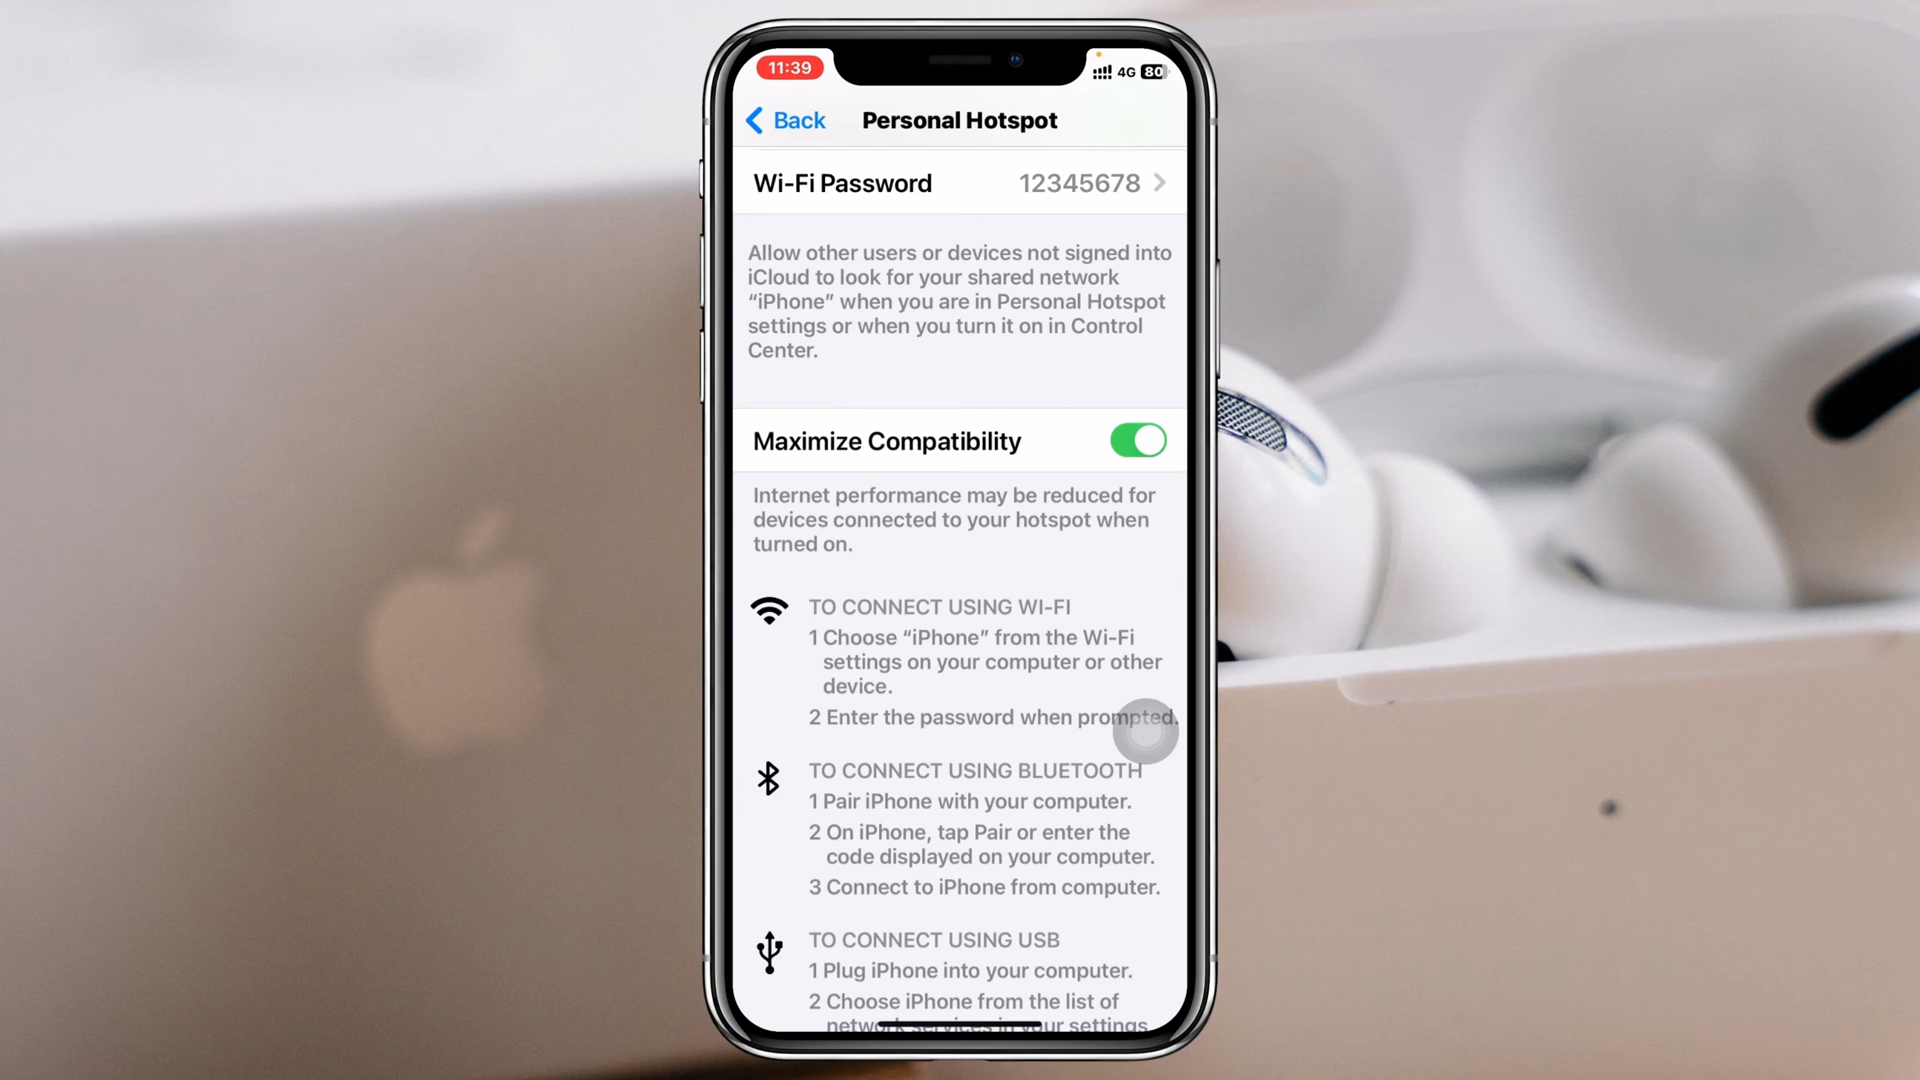 11:39
4G 80
Back
Personal Hotspot
Wi-Fi Password 12345678
Allow other users or devices not signed into
iCloud to look for your shared network
“iPhone” when you are in Personal Hotspot
settings or when you turn it on in Control
Center.
Maximize Compatibility
Internet performance may be reduced for
devices connected to your hotspot when
turned on.
TO CONNECT USING WI-FI
1 Choose “iPhone” from the Wi-Fi
settings on your computer or other
device.
2 Enter the password when prompted.
TO CONNECT USING BLUETOOTH
1 Pair iPhone with your computer.
2 On iPhone, tap Pair or enter the
code displayed on your computer.
3 Connect to iPhone from computer.
TO CONNECT USING USB
1 Plug iPhone into your computer.
2 Choose iPhone from the list of
network services in your settings